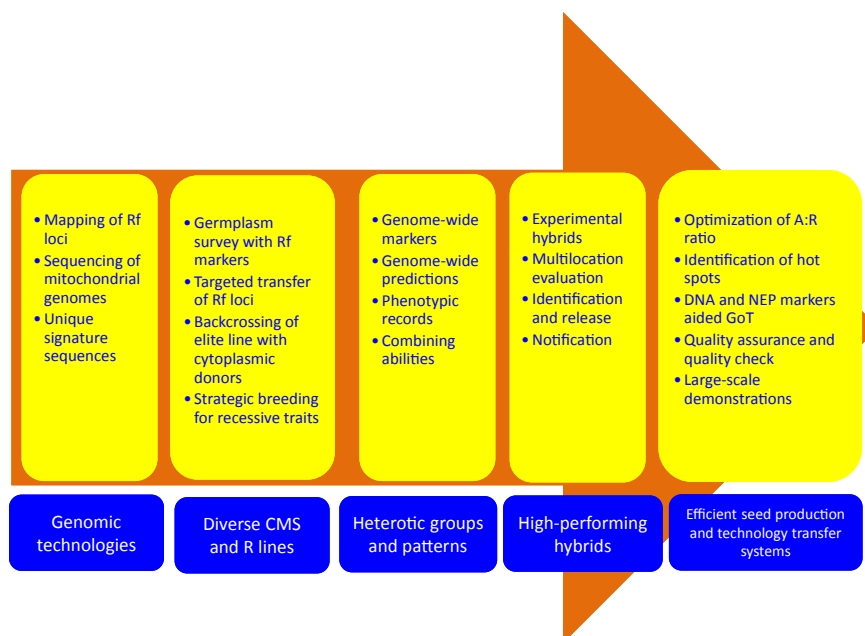 • Mapping of Rf
loci
• Sequencing of
mitochondrial
genomes
• Unique
signature
sequences
• Germplasm
survey with Rf
markers
• Targeted transfer
of Rf loci
• Backcrossing of
elite line with
cytoplasmic
donors
• Strategic breeding
for recessive traits
• Genome-wide
markers
• Genome-wide
predictions
• Phenotypic
records
• Combining
abilities
• Experimental
hybrids
• Multilocation
evaluation
• Identification
and release
• Notification
• Optimization of A:R
ratio
• Identification of hot
spots
• DNA and NEP markers
aided GoT
• Quality assurance and
quality check
• Large-scale
demonstrations
Genomic
technologies
Diverse CMS
and R lines
Heterotic groups
and patterns
High-performing
hybrids
Efficient seed production
and technology transfer
systems